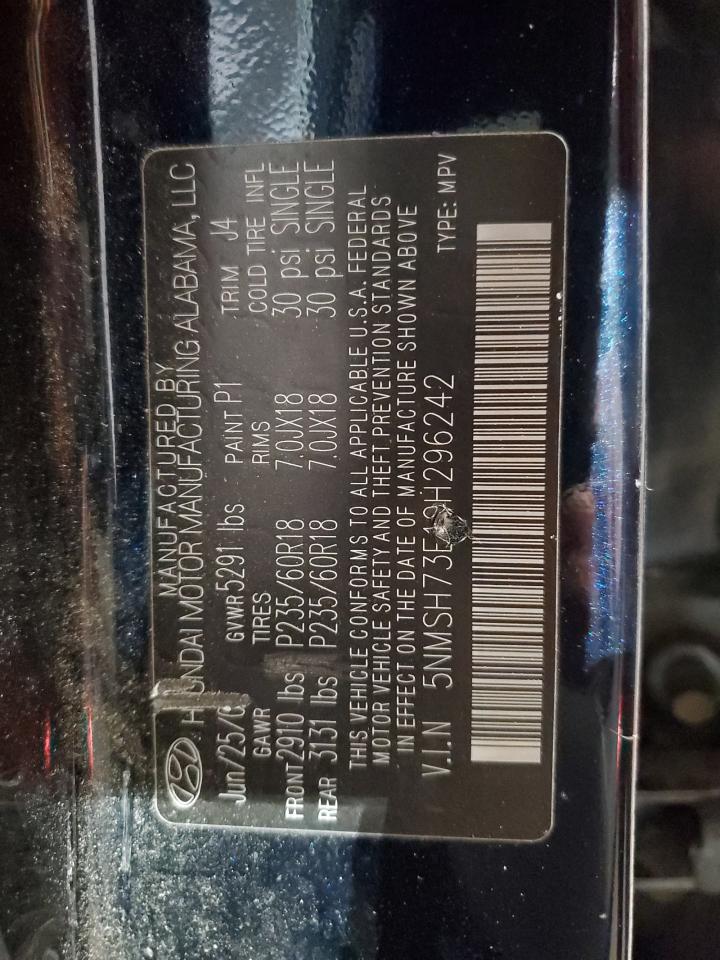 MANUFACTURED BY
HYUNDAI MOTOR MANUFACTURING ALABAMA, LLC
GVWR 5291 lbs PAINT P1 TRIM J4
GAWR TIRES RIMS COLD TIRE INFL
FRONT 2910 lbs P235/60R18 7.0JX18 30 psi SINGLE
REAR 3131 lbs P235/60R18 7.0JX18 30 psi SINGLE
THIS VEHICLE CONFORMS TO ALL APPLICABLE U.S.A. FEDERAL
MOTOR VEHICLE SAFETY AND THEFT PREVENTION STANDARDS
IN EFFECT ON THE DATE OF MANUFACTURE SHOWN ABOVE
V.I.N TYPE: MPV